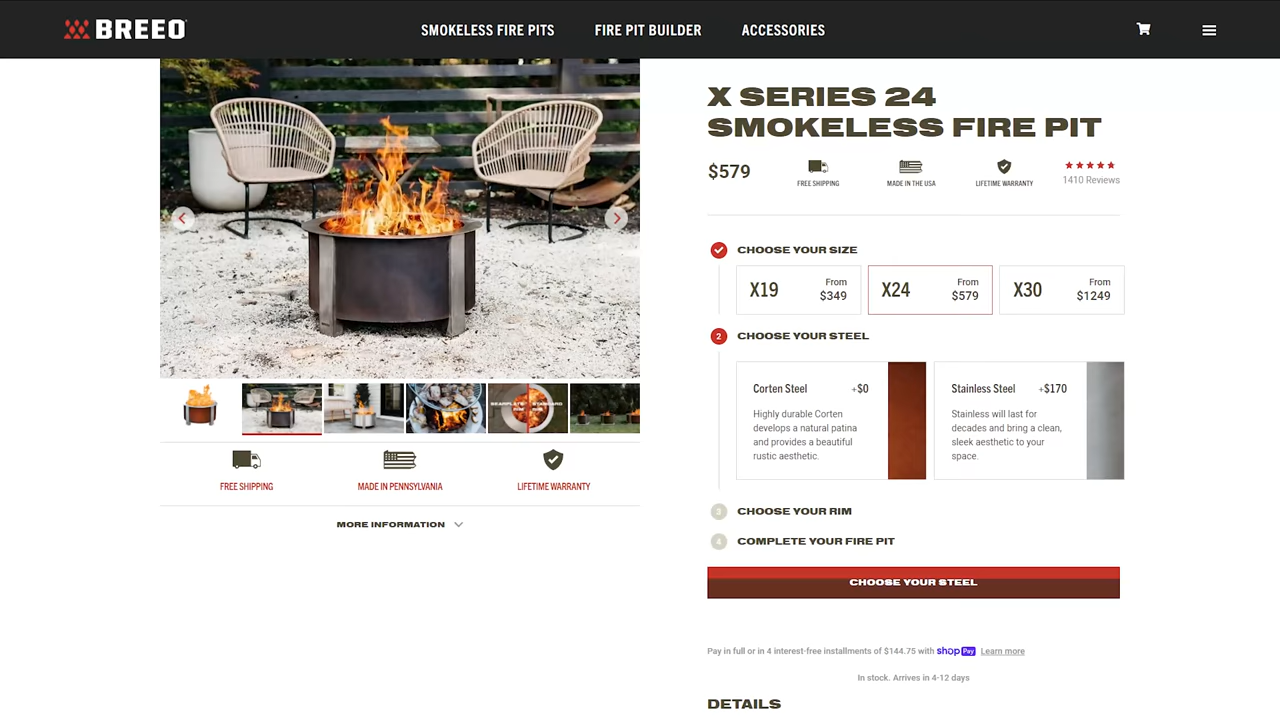 BREEO
SMOKELESS FIRE PITS
FIRE PIT BUILDER
ACCESSORIES
X SERIES 24
SMOKELESS FIRE PIT
$579
FREE SHIPPING
MADE IN THE USA
LIFETIME WARRANTY
1410 Reviews
CHOOSE YOUR SIZE
X19
From
$349
X24
From
$579
X30
From
$1249
2
CHOOSE YOUR STEEL
Corten Steel
+$0
Highly durable Corten
develops a natural patina
and provides a beautiful
rustic aesthetic.
Stainless Steel
+$170
Stainless will last for
decades and bring a clean,
sleek aesthetic to your
space.
3
CHOOSE YOUR RIM
4
COMPLETE YOUR FIRE PIT
CHOOSE YOUR STEEL
Pay in full or in 4 interest-free installments of $144.75 with shop Pay Learn more
In stock. Arrives in 4-12 days
DETAILS
FREE SHIPPING
MADE IN PENNSYLVANIA
LIFETIME WARRANTY
MORE INFORMATION